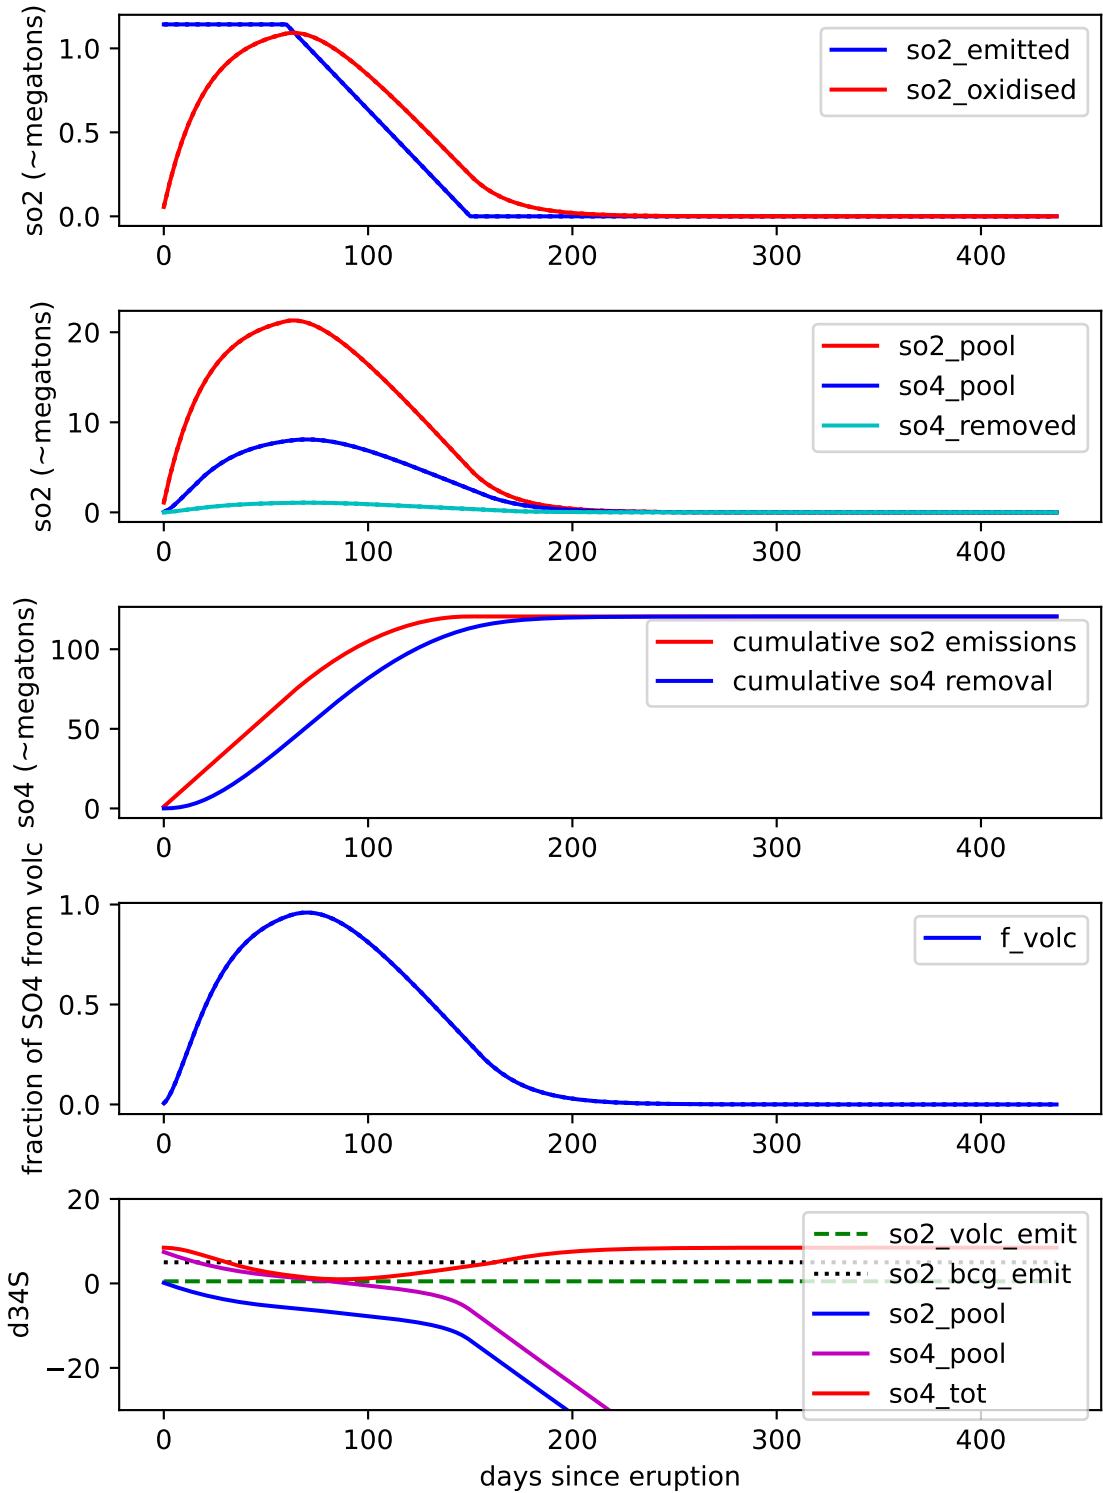 so2 (~megatons)
1.0
0.5
0.0
so2_emitted
so2_oxidised
0 100 200 300 400
so2 (~megatons)
20
10
0
so2_pool
so4_pool
so4_removed
0 100 200 300 400
so4 (~megatons)
100
50
0
cumulative so2 emissions
cumulative so4 removal
0 100 200 300 400
fraction of SO4 from volc
1.0
0.5
0.0
f_volc
0 100 200 300 400
d34S
20
0
−20
so2_volc_emit
so2_bcg_emit
so2_pool
so4_pool
so4_tot
0 100 200 300 400
days since eruption